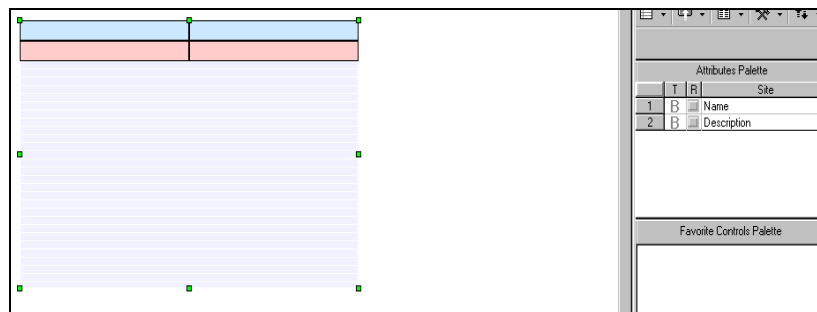 Attributes Palette
T R Site
1 B Name
2 B Description
Favorite Controls Palette